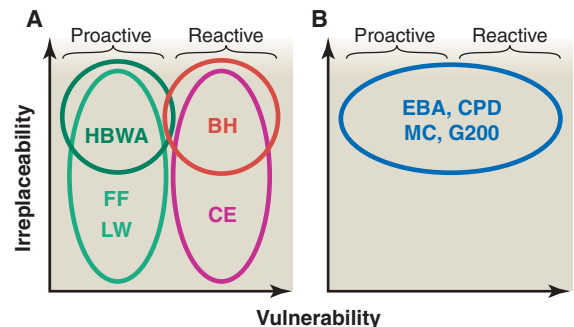 A
Proactive Reactive
HBWA
BH
FF
LW
CE
B
Proactive Reactive
EBA, CPD
MC, G200
Irreplaceability
Vulnerability